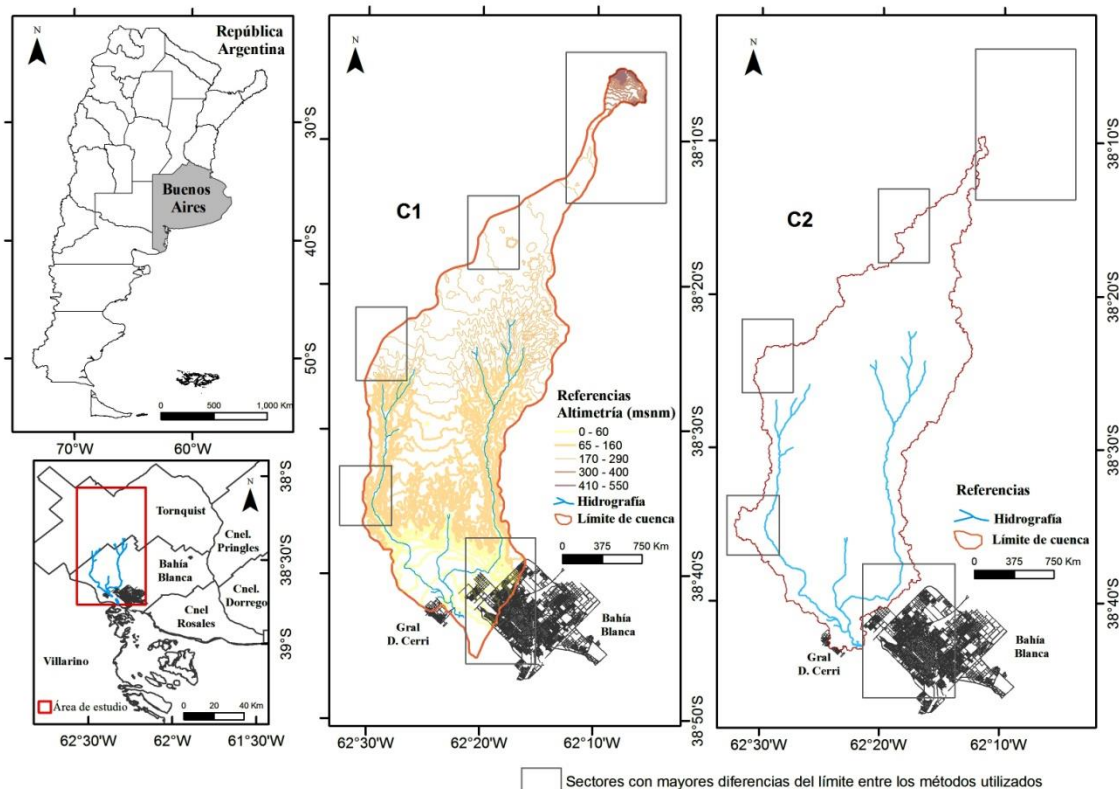 N
República
Argentina
Buenos
Aires
30°S
40°S
50°S
0 500 1,000 Km
70°W 60°W
N
Tornquist
Cnel.
Pringles
Bahía
Blanca
Cnel.
Dorrego
Cnel
Rosales
Villarino
Área de estudio
0 20 40 Km
38°S
38°30'S
39°S
62°30'W 62°W 61°30'W
N
C1
Referencias
Altimetría (msnm)
0 - 60
65 - 160
170 - 290
300 - 400
410 - 550
Hidrografía
Límite de cuenca
0 375 750 Km
Gral
D. Cerri
Bahía
Blanca
38°10'S
38°20'S
38°30'S
38°40'S
38°50'S
62°30'W 62°20'W 62°10'W
N
C2
Referencias
Hidrografía
Límite de cuenca
0 375 750 Km
Gral
D. Cerri
Bahía
Blanca
38°10'S
38°20'S
38°30'S
38°40'S
62°30'W 62°20'W 62°10'W
Sectores con mayores diferencias del límite entre los métodos utilizados